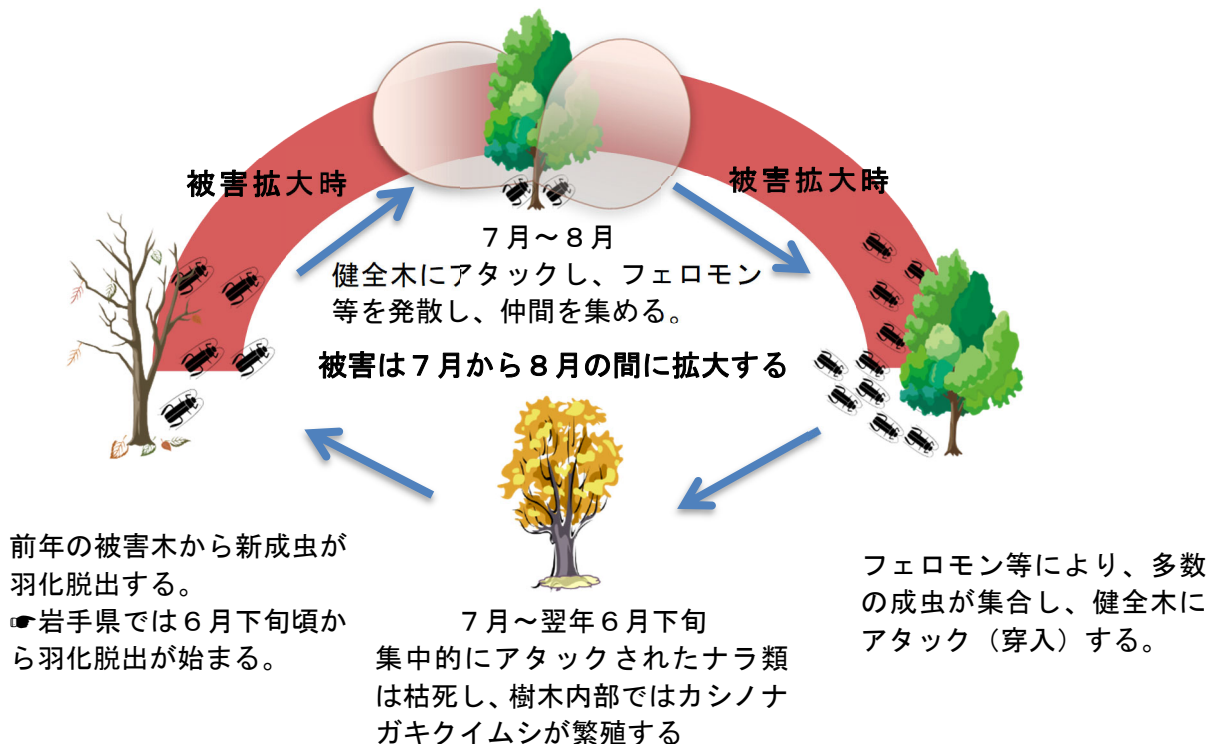 被害拡大時
被害拡大時
７月～８月
健全木にアタックし、フェロモン
等を発散し、仲間を集める。
被害は７月から８月の間に拡大する
前年の被害木から新成虫が
羽化脱出する。
☛岩手県では６月下旬頃か
ら羽化脱出が始まる。
７月～翌年６月下旬
集中的にアタックされたナラ類
は枯死し、樹木内部ではカシノナ
ガキクイムシが繁殖する
フェロモン等により、多数
の成虫が集合し、健全木に
アタック（穿入）する。